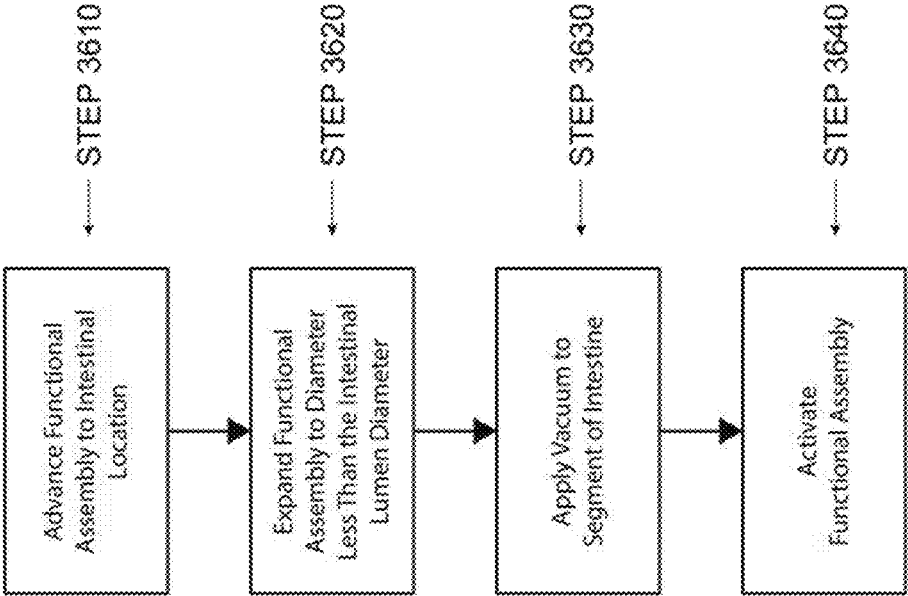 Advance Functional
Assembly to Intestinal
Location
STEP 3610
Expand Functional
Assembly to Diameter
Less Than the Intestinal
Lumen Diameter
STEP 3620
Apply Vacuum to
Segment of Intestine
STEP 3630
Activate
Functional Assembly
STEP 3640